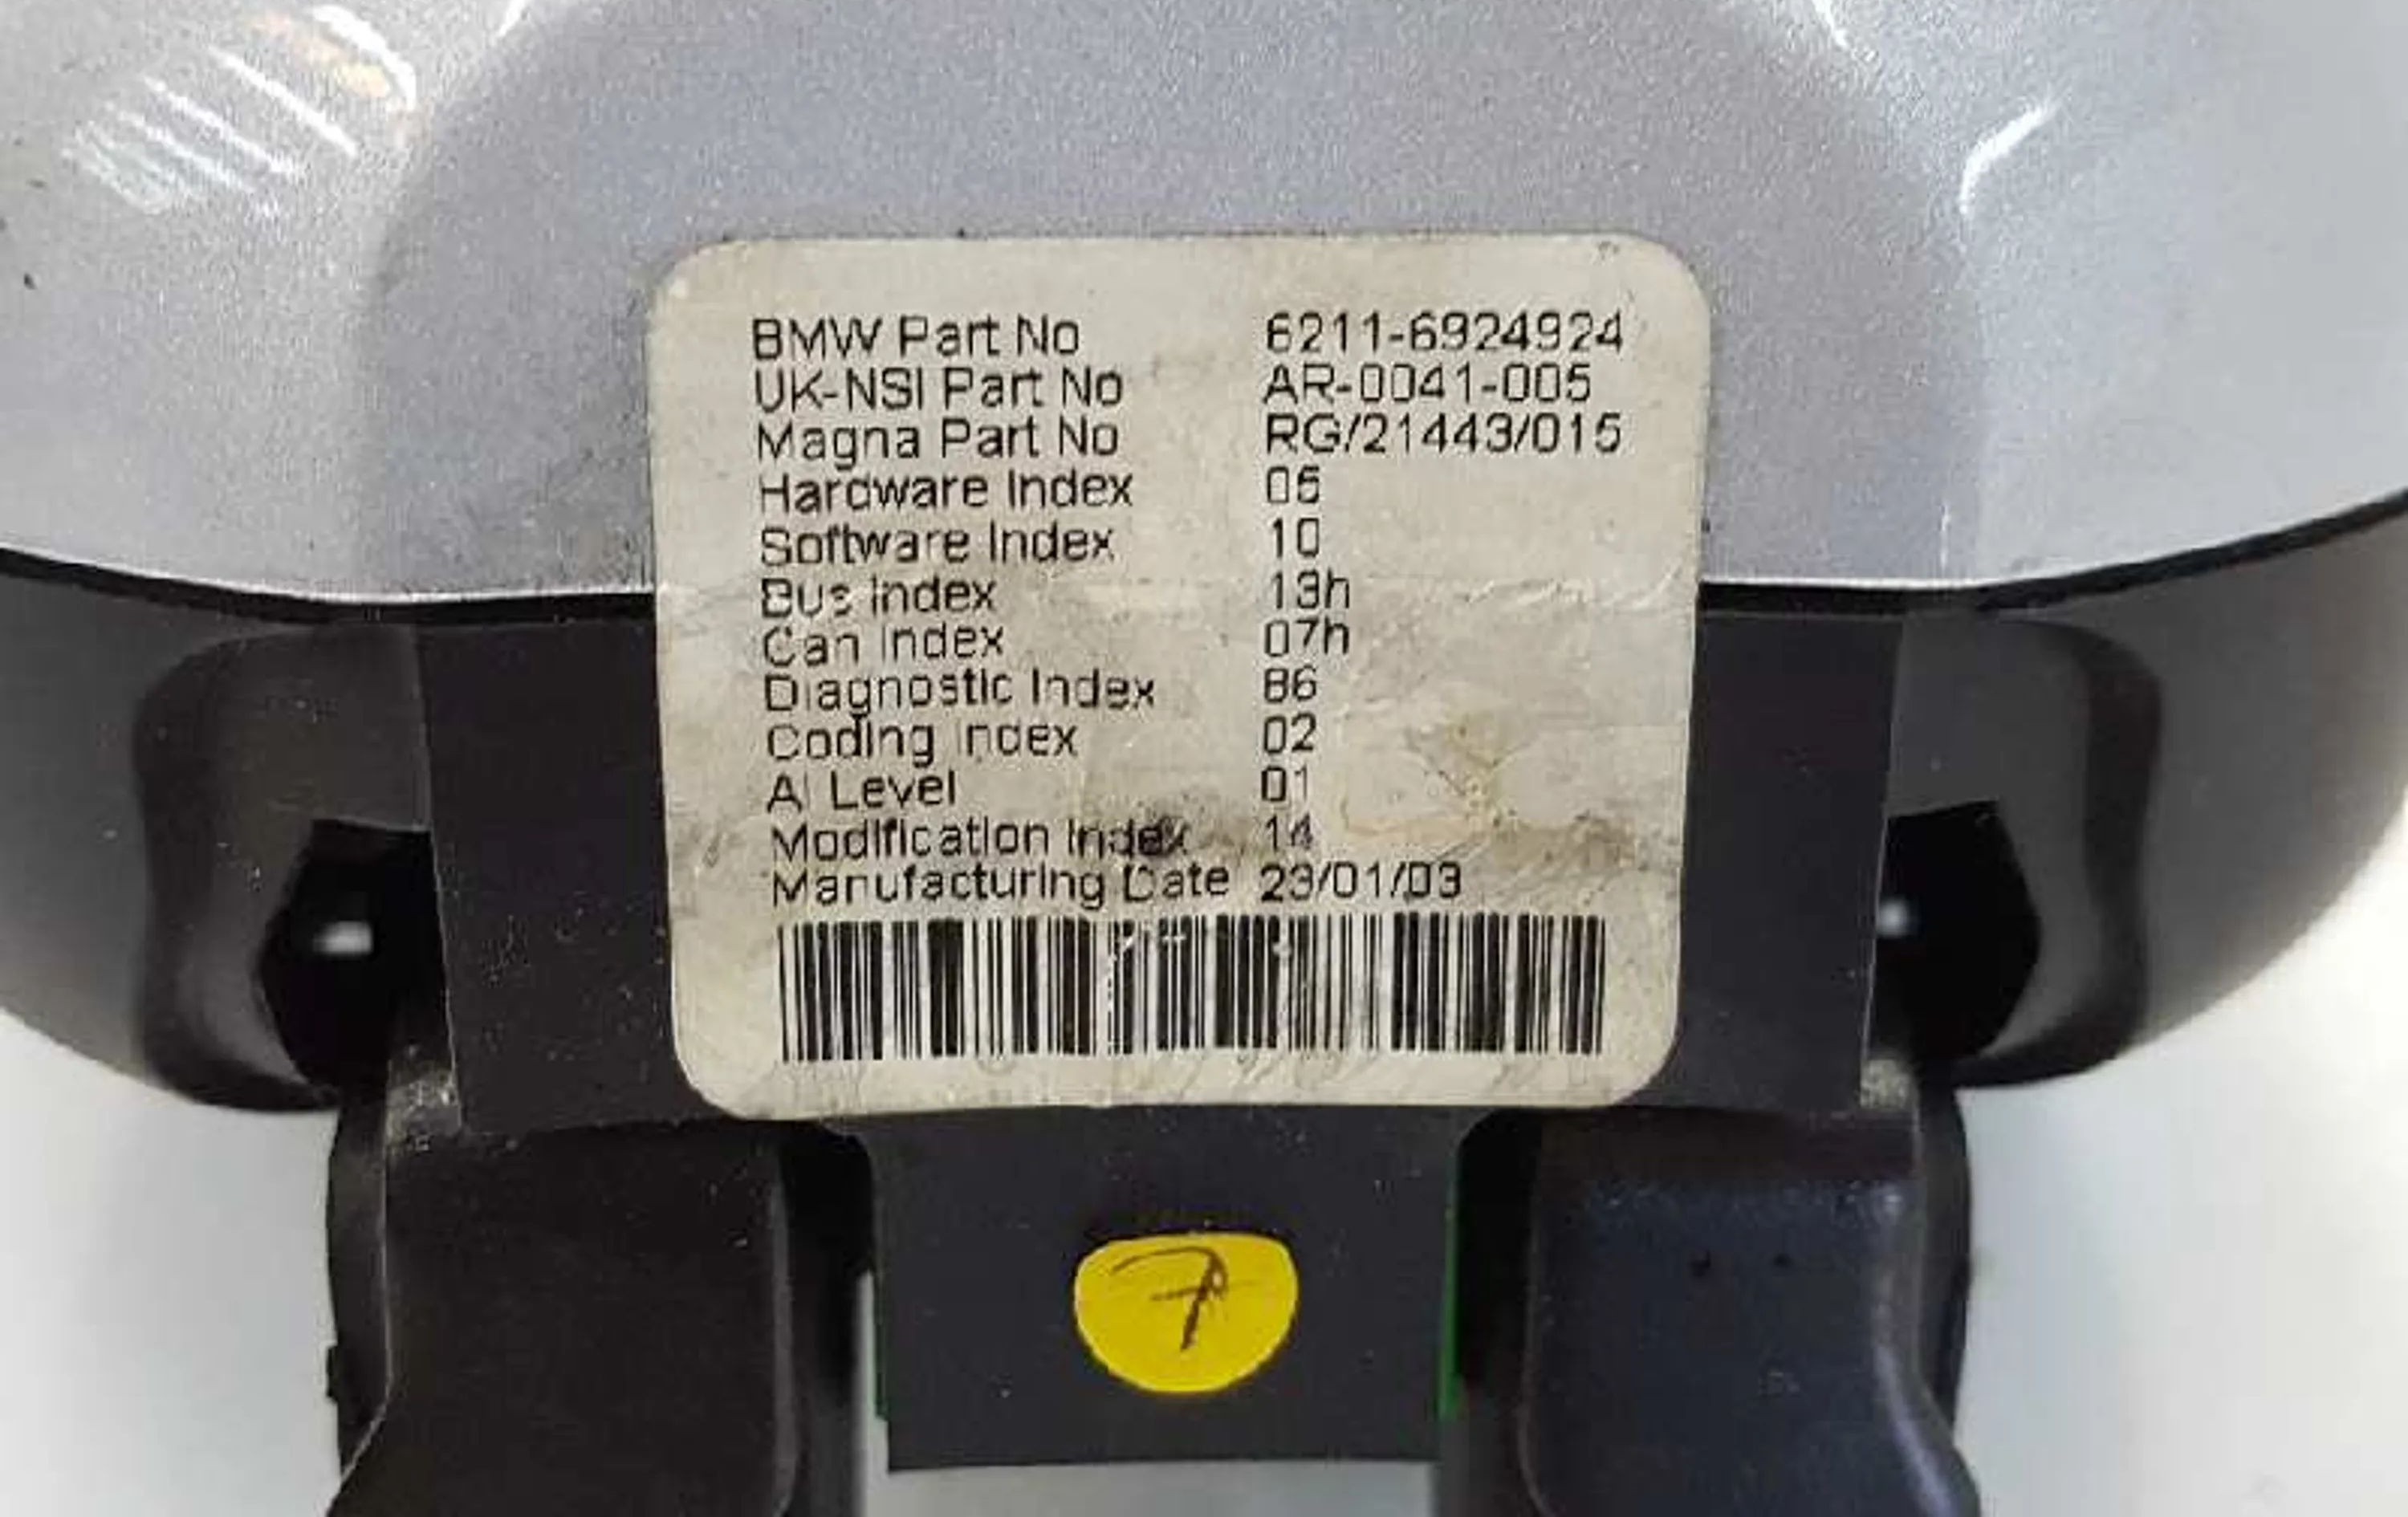 BMW Part No 6211-6924924
UK-NSI Part No AR-0041-005
Magna Part No RG/21443/015
Hardware Index 06
Software Index 10
Bus Index 13h
Can Index 07h
Diagnostic Index B6
Coding Index 02
AI Level 01
Modification Index 14
Manufacturing Date 23/01/03
7